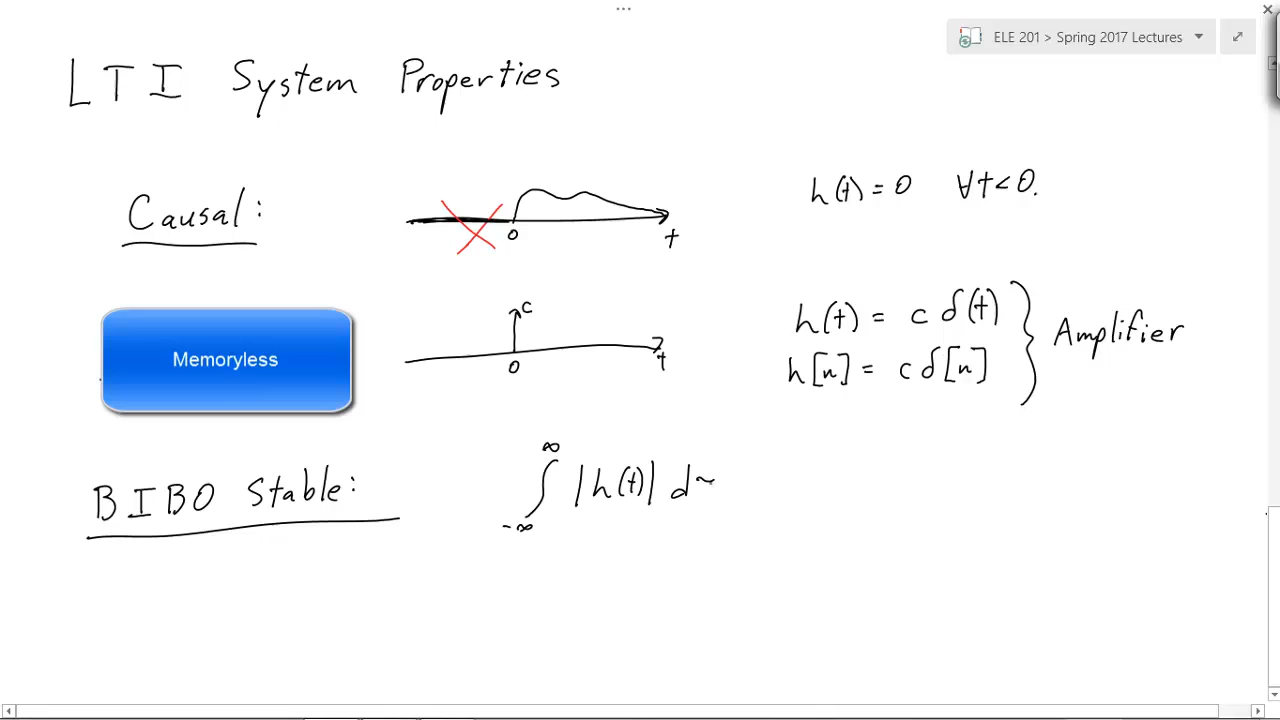 ELE 201 > Spring 2017 Lectures
LTI System Properties
Causal:
0
t
h(t) = 0 ∀t<0.
Memoryless
c
0
t
h(t) = c δ(t)
h[n] = c δ[n]
Amplifier
BIBO Stable:
∫_{-∞}^{∞} |h(t)| d